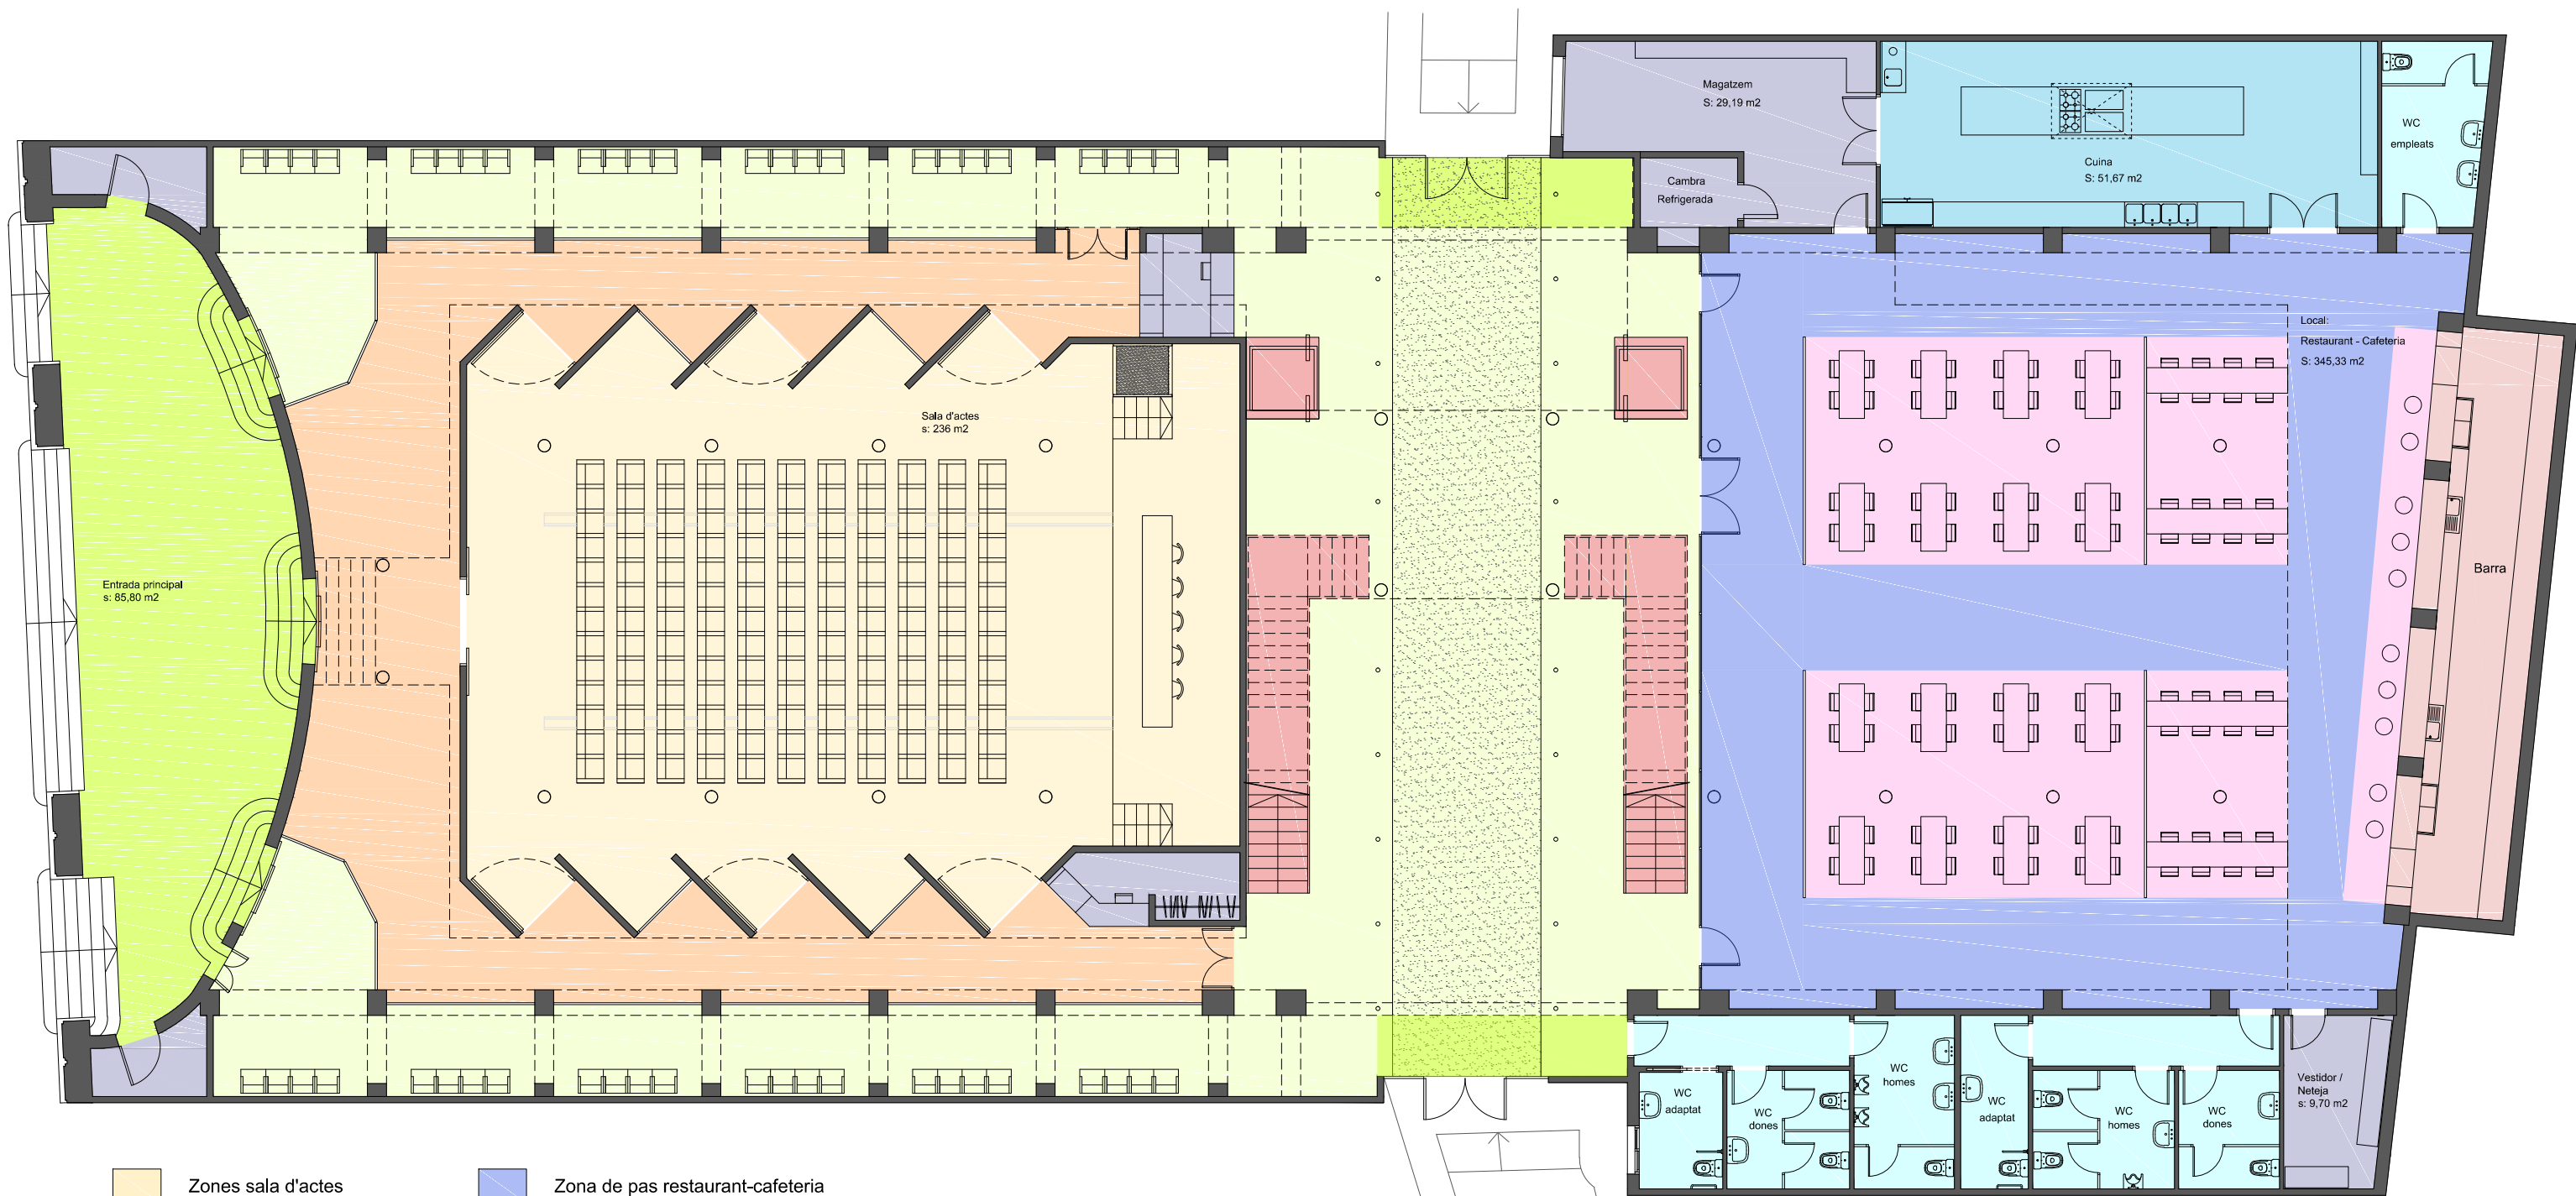 Magatzem
S: 29,19 m2
Cuina
S: 51,67 m2
WC
empleats
Cambra
Refrigerada
Local:
Restaurant - Cafeteria
S: 345,33 m2
Sala d'actes
s: 236 m2
Entrada principal
s: 85,80 m2
Barra
WC
adaptat
WC
dones
WC
homes
WC
adaptat
WC
homes
WC
dones
Vestidor /
Neteja
s: 9,70 m2
Zones sala d'actes
Zona de pas restaurant-cafeteria